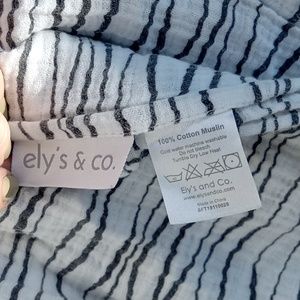 ely's & co.
100% Cotton Muslin
Cold water machine washable
Do not bleach
Tumble Dry Low Heat
Ely's and Co.
www.elysandco.com
Made in China